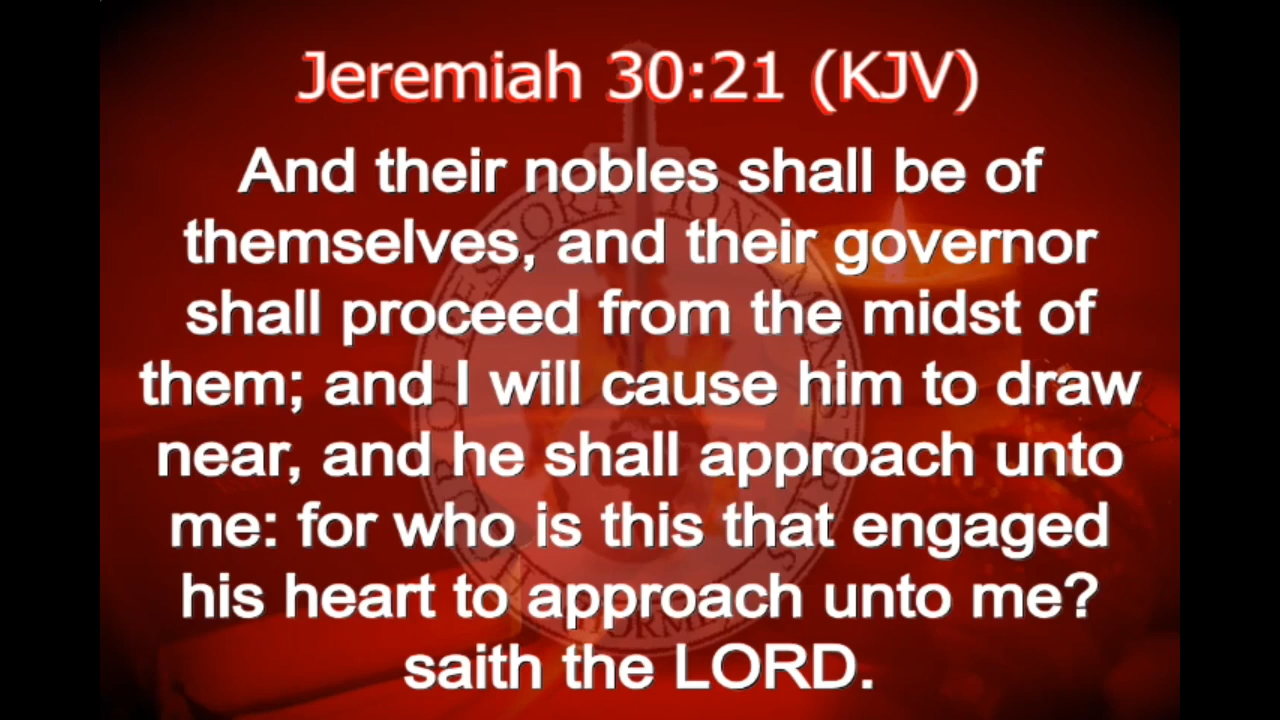 Jeremiah 30:21 (KJV)
And their nobles shall be of
themselves, and their governor
shall proceed from the midst of
them; and I will cause him to draw
near, and he shall approach unto
me: for who is this that engaged
his heart to approach unto me?
saith the LORD.